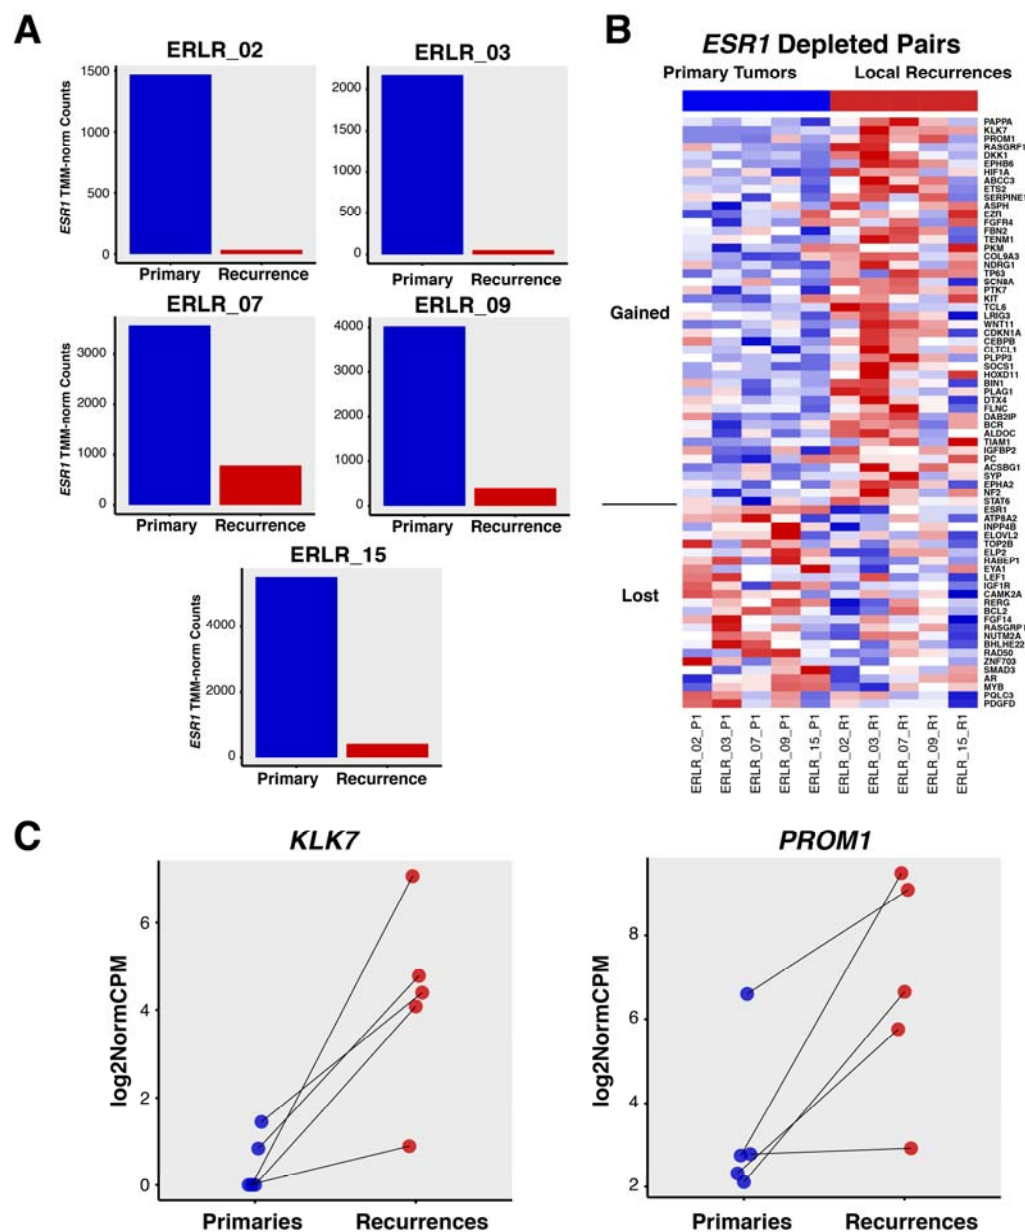 A
ERLR_02
ESR1 TMM-norm Counts
1500
1000
500
0
Primary Recurrence
ERLR_03
2000
1500
1000
500
0
Primary Recurrence
ERLR_07
ESR1 TMM-norm Counts
3000
2000
1000
0
Primary Recurrence
ERLR_09
4000
3000
2000
1000
0
Primary Recurrence
ERLR_15
ESR1 TMM-norm Counts
4000
2000
0
Primary Recurrence
B
ESR1 Depleted Pairs
Primary Tumors Local Recurrences
Gained
Lost
PAPPA
KLK7
PROM1
RASGRF1
DKK1
EPHB6
HIF1A
ABCC3
ETS2
SERPINE1
ASPH
EZR
FGFR4
FBN2
TENM1
PKM
COL9A3
NDRG1
TP63
SCN8A
PTK7
KIT
TCL6
LRIG3
WNT11
CDKN1A
CEBPB
CLTCL1
PLPP3
SOCS1
HOXD11
BIN1
PLAG1
DTX4
FLNC
DAB2IP
BCR
ALDOC
TIAM1
IGFBP2
PC
ACSBG1
SYP
EPHA2
NF2
STAT6
ESR1
ATP8A2
INPP4B
ELOVL2
TOP2B
ELP2
RABEP1
EYA1
LEF1
IGF1R
CAMK2A
RERG
BCL2
FGF14
RASGRP1
NUTM2A
BHLHE22
RAD50
ZNF703
SMAD3
AR
MYB
PQLC3
PDGFD
ERLR_02_P1
ERLR_03_P1
ERLR_07_P1
ERLR_09_P1
ERLR_15_P1
ERLR_02_R1
ERLR_03_R1
ERLR_07_R1
ERLR_09_R1
ERLR_15_R1
C
KLK7
log2NormCPM
6
4
2
0
Primaries Recurrences
PROM1
log2NormCPM
8
6
4
2
Primaries Recurrences